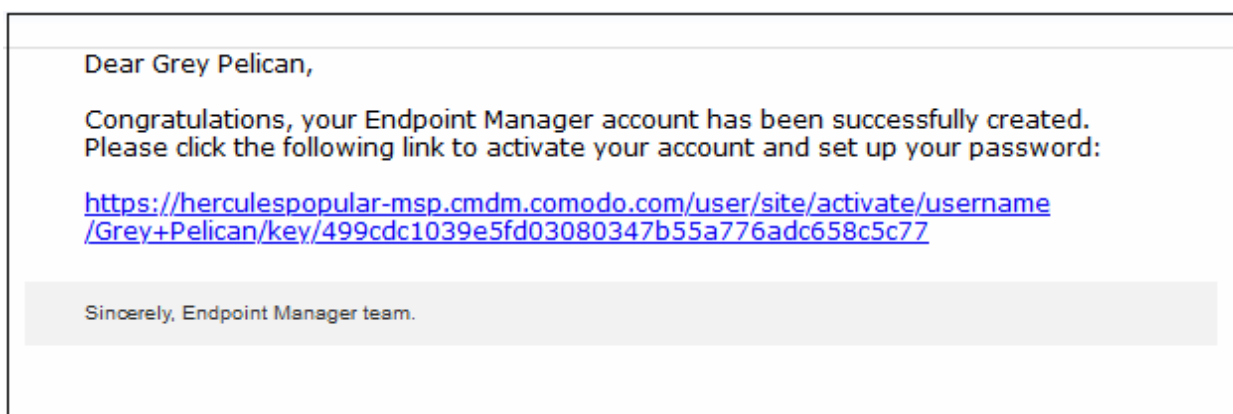 Dear Grey Pelican,
Congratulations, your Endpoint Manager account has been successfully created.
Please click the following link to activate your account and set up your password:
https://herculespopular-msp.cmdm.comodo.com/user/site/activate/username
/Grey+Pelican/key/499cdc1039e5fd03080347b55a776adc658c5c77
Sincerely, Endpoint Manager team.